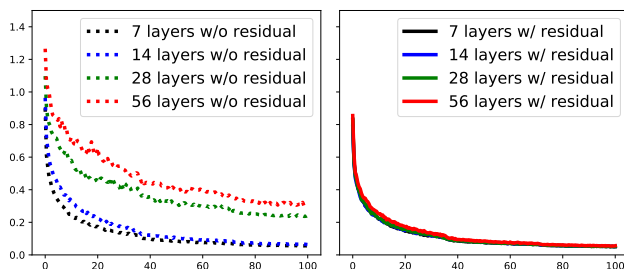 7 layers w/o residual
14 layers w/o residual
28 layers w/o residual
56 layers w/o residual
1.4
1.2
1.0
0.8
0.6
0.4
0.2
0.0
0 20 40 60 80 100
7 layers w/ residual
14 layers w/ residual
28 layers w/ residual
56 layers w/ residual
0 20 40 60 80 100